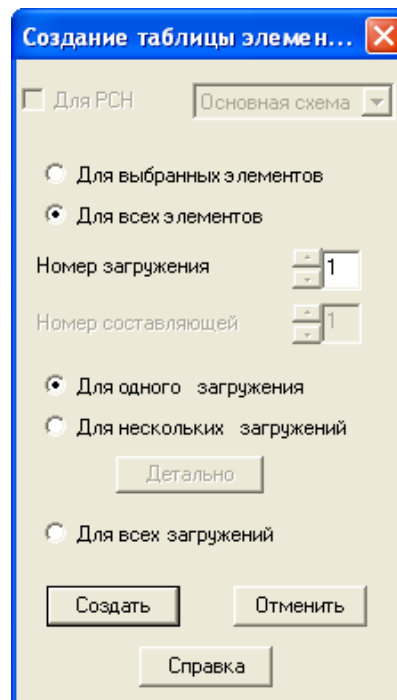 Создание таблицы элемен...
Для РСН Основная схема
Для выбранных элементов
Для всех элементов
Номер загружения 1
Номер составляющей 1
Для одного загружения
Для нескольких загружений
Детально
Для всех загружений
Создать Отменить
Справка